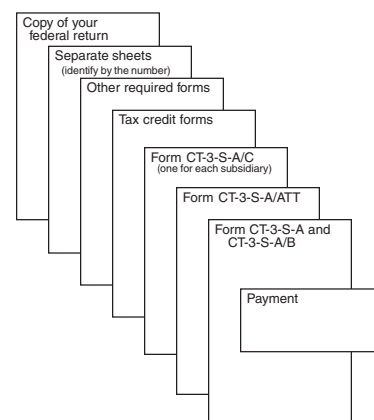 Copy of your
federal return
Separate sheets
(identify by the number)
Other required forms
Tax credit forms
Form CT-3-S-A/C
(one for each subsidiary)
Form CT-3-S-A/ATT
Form CT-3-S-A and
CT-3-S-A/B
Payment